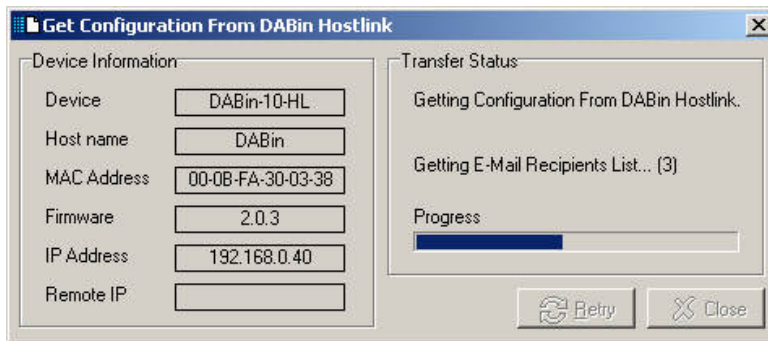 Get Configuration From DABin Hostlink
Device Information
Device DABin-10-HL
Host name DABin
MAC Address 00-0B-FA-30-03-38
Firmware 2.0.3
IP Address 192.168.0.40
Remote IP
Transfer Status
Getting Configuration From DABin Hostlink.
Getting E-Mail Recipients List... (3)
Progress
Retry Close